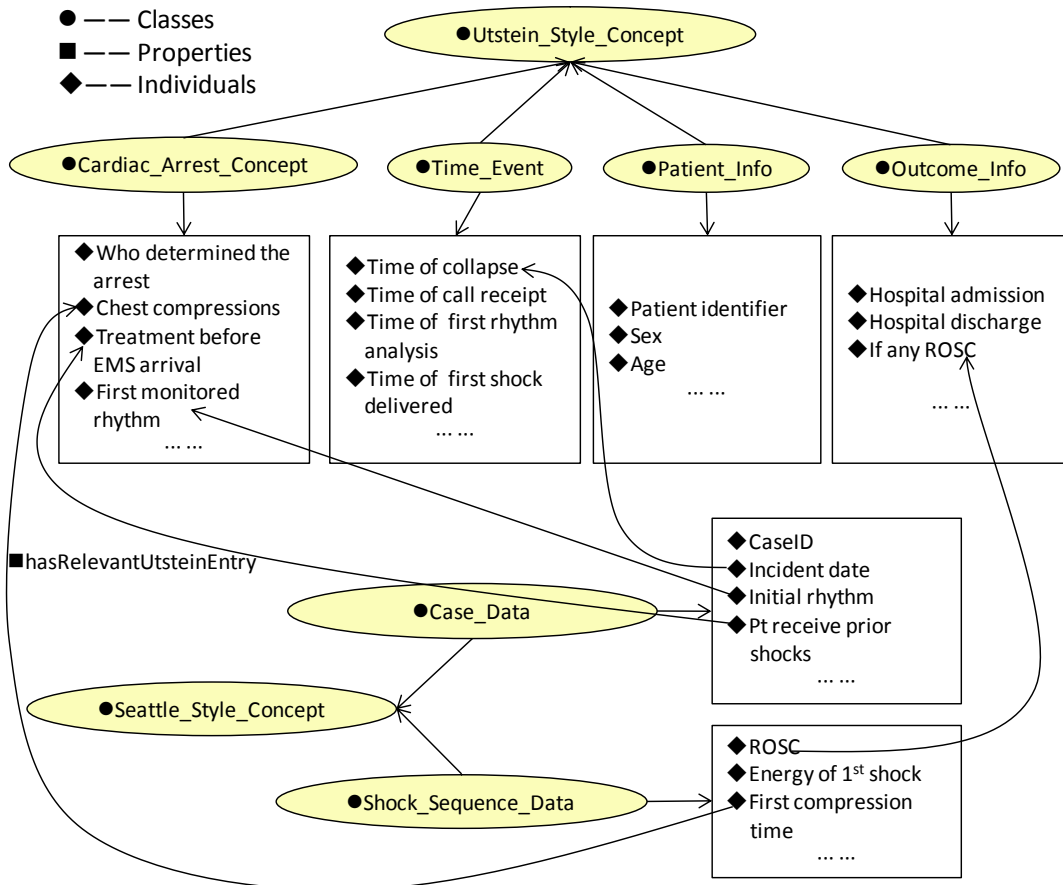 ●—— Classes
■—— Properties
◆—— Individuals
●Utstein_Style_Concept
●Cardiac_Arrest_Concept
●Time_Event
●Patient_Info
●Outcome_Info
◆Who determined the
arrest
◆Chest compressions
◆Treatment before
EMS arrival
◆First monitored
rhythm
... ...
◆Time of collapse
◆Time of call receipt
◆Time of first rhythm
analysis
◆Time of first shock
delivered
... ...
◆Patient identifier
◆Sex
◆Age
... ...
◆Hospital admission
◆Hospital discharge
◆If any ROSC
... ...
■hasRelevantUtsteinEntry
●Case_Data
◆CaseID
◆Incident date
◆Initial rhythm
◆Pt receive prior
shocks
... ...
●Seattle_Style_Concept
●Shock_Sequence_Data
◆ROSC
◆Energy of 1st shock
◆First compression
time
... ...